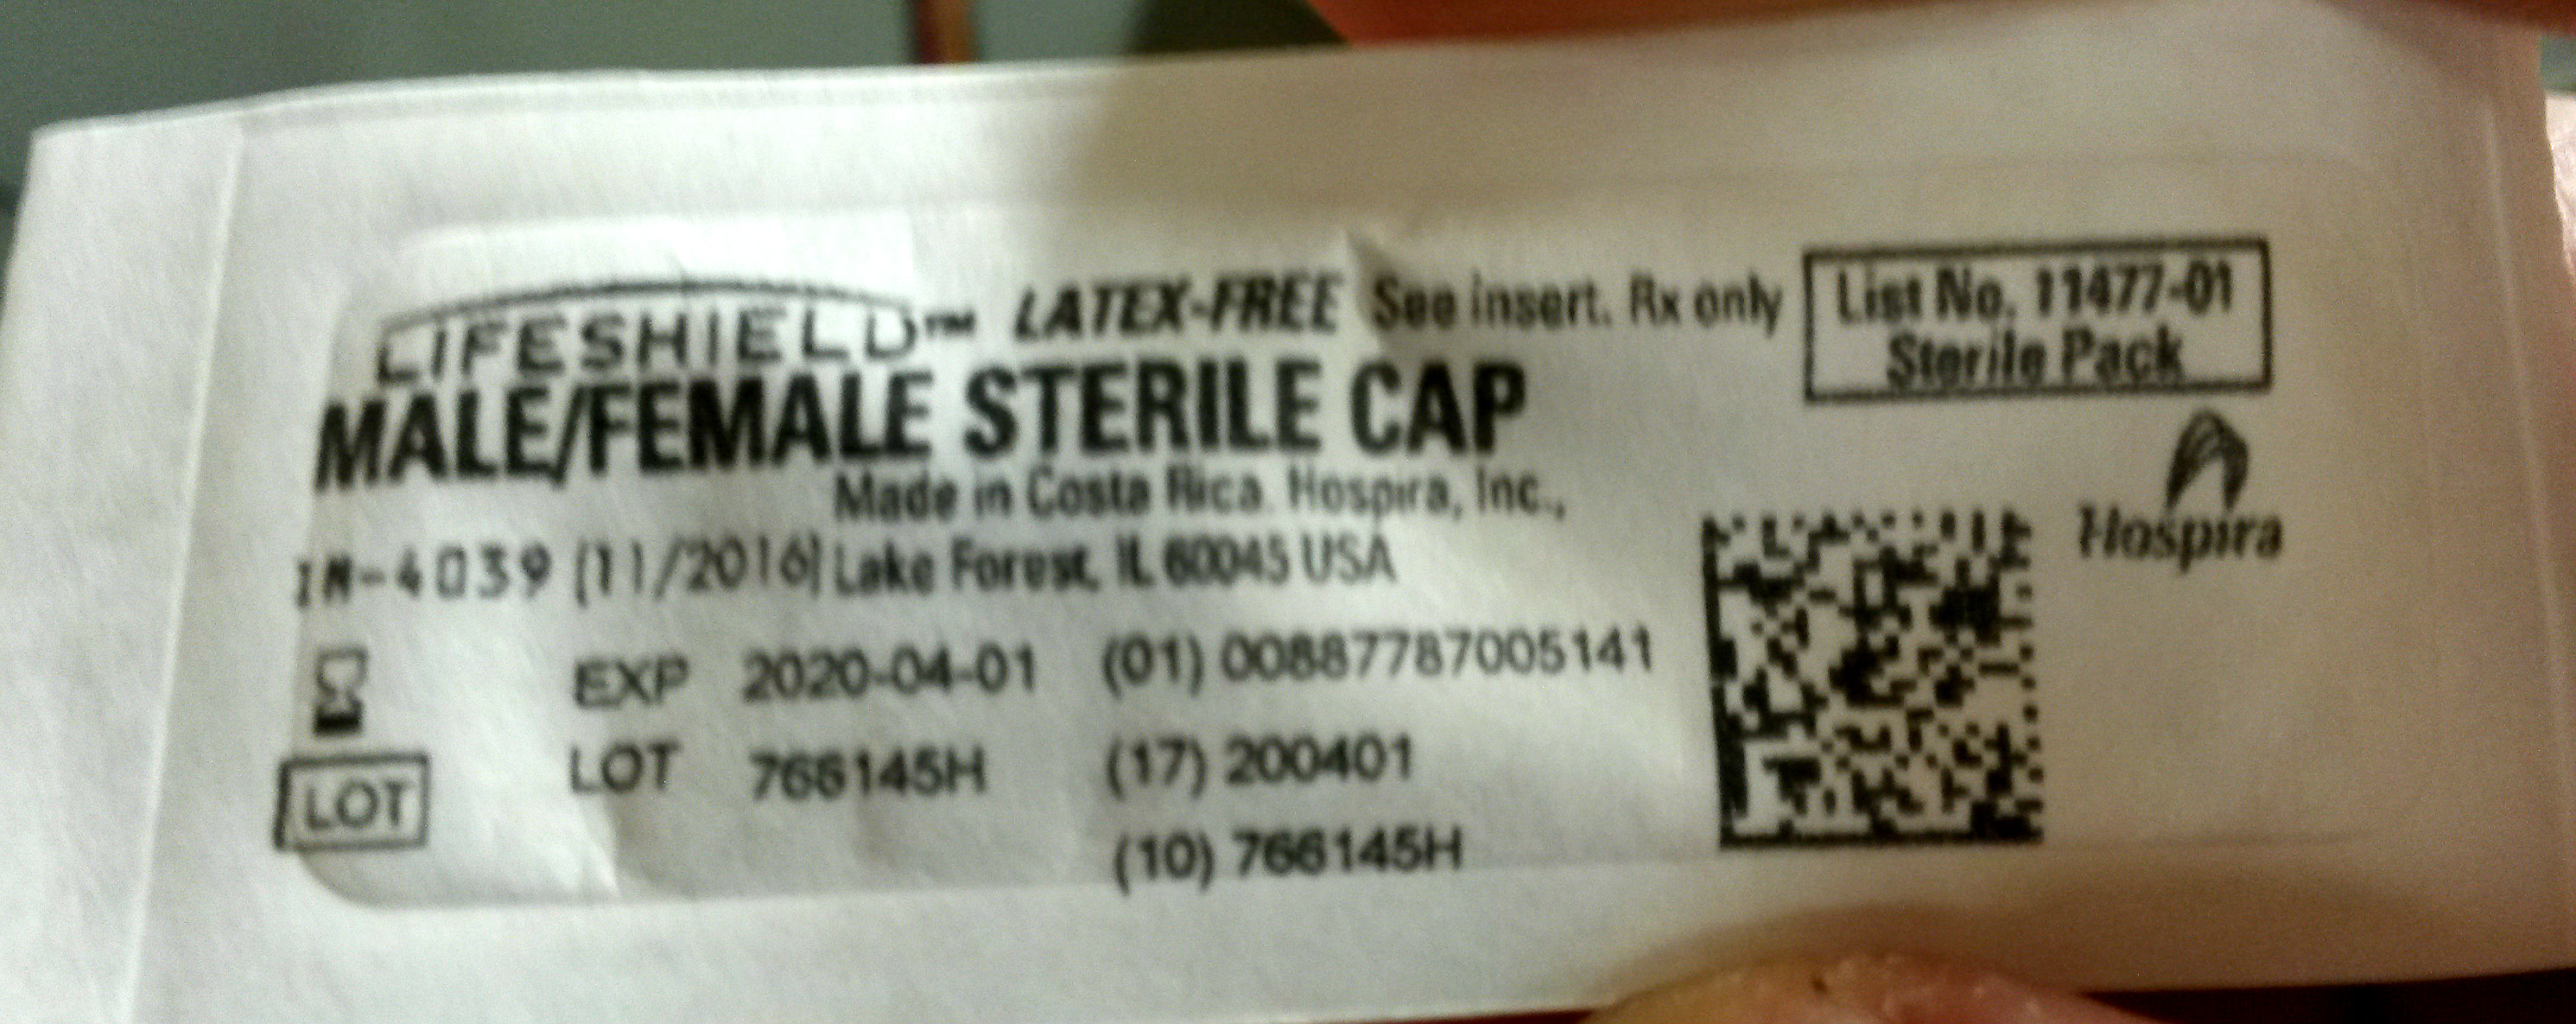 LIFESHIELD™ LATEX-FREE See insert. Rx only
List No. 11477-01
Sterile Pack
MALE/FEMALE STERILE CAP
Made in Costa Rica. Hospira, Inc.,
IM-4039 (11/2016) Lake Forest, IL 60045 USA
Hospira
EXP 2020-04-01 (01) 00887787005141
LOT 766145H (17) 200401
LOT
(10) 766145H